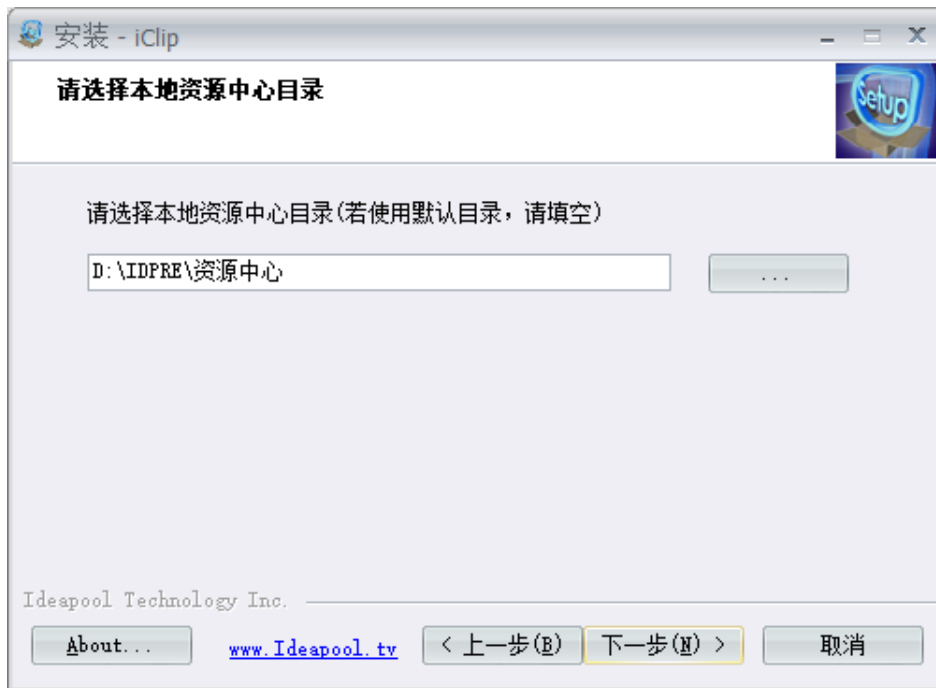 安装 - iClip
请选择本地资源中心目录
Setup
请选择本地资源中心目录(若使用默认目录，请填空)
D:\IDPRE\资源中心
...
Ideapool Technology Inc.
About...
www.Ideapool.tv
< 上一步(B)
下一步(N) >
取消